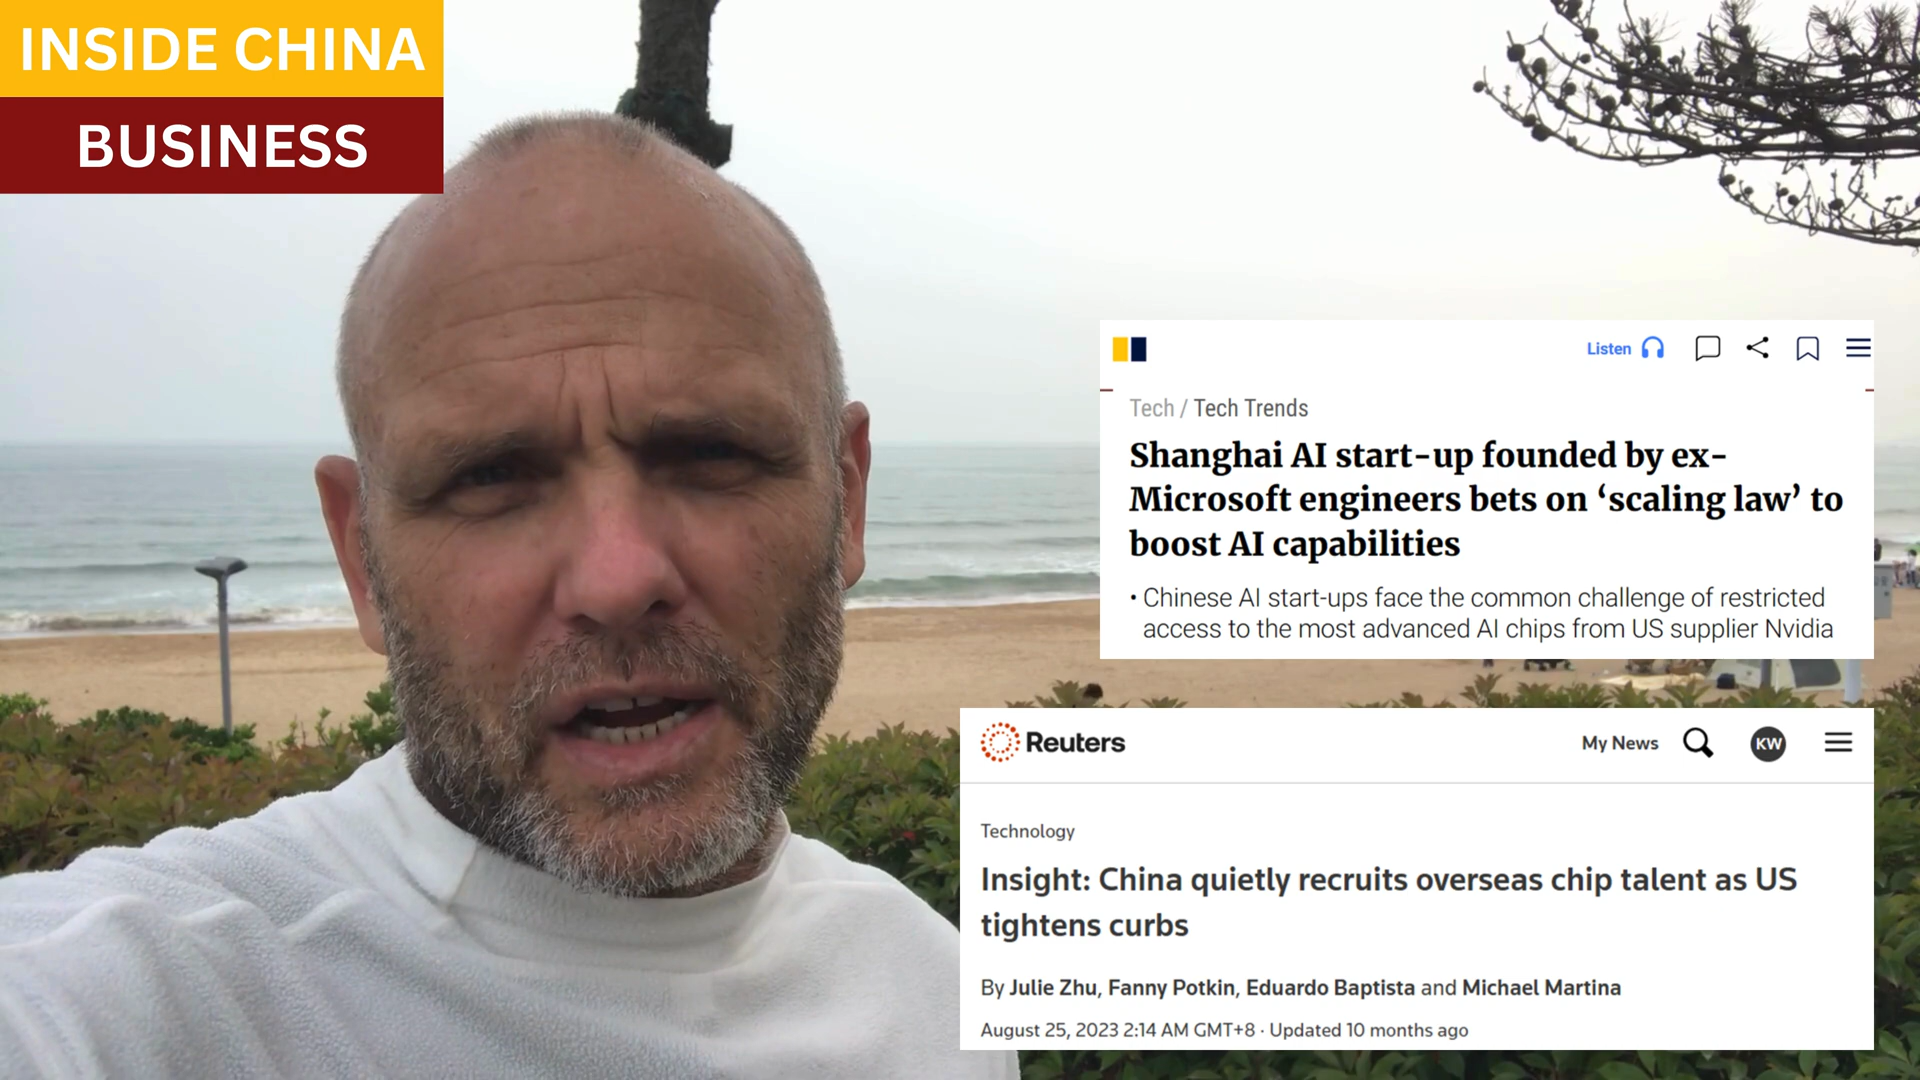 INSIDE CHINA
BUSINESS
Listen
Tech / Tech Trends
Shanghai AI start-up founded by ex-
Microsoft engineers bets on ‘scaling law’ to
boost AI capabilities
• Chinese AI start-ups face the common challenge of restricted
access to the most advanced AI chips from US supplier Nvidia
Reuters
My News
KW
Technology
Insight: China quietly recruits overseas chip talent as US
tightens curbs
By Julie Zhu, Fanny Potkin, Eduardo Baptista and Michael Martina
August 25, 2023 2:14 AM GMT+8 · Updated 10 months ago